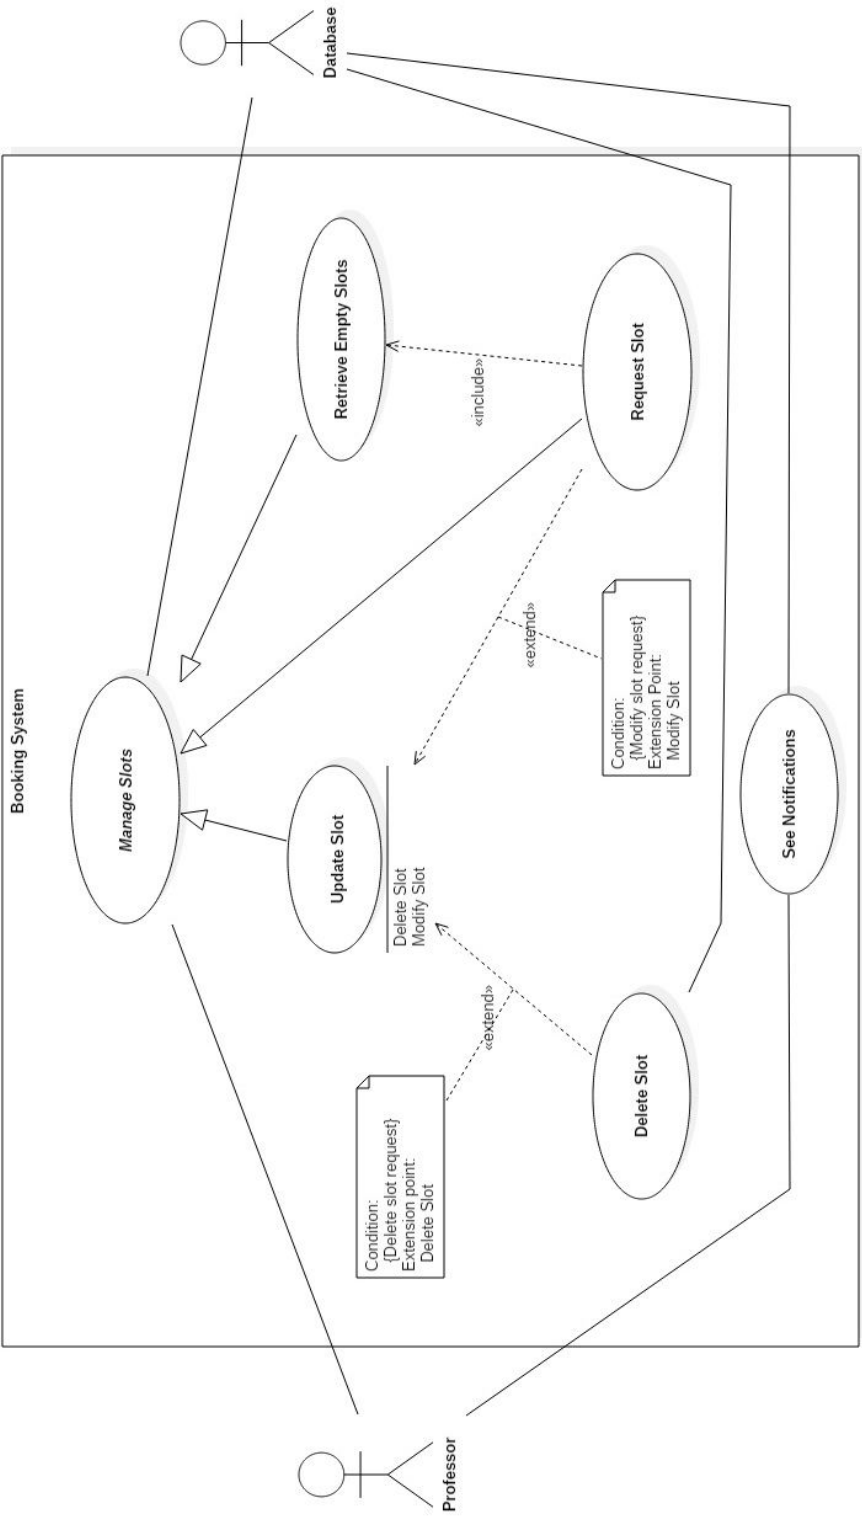 Booking System
Manage Slots
Professor
Database
Update Slot
Delete Slot
Modify Slot
Retrieve Empty Slots
Condition:
{Delete slot request}
Extension point:
Delete Slot
«extend»
«extend»
«include»
Condition:
{Modify slot request}
Extension Point:
Modify Slot
Delete Slot
Request Slot
See Notifications